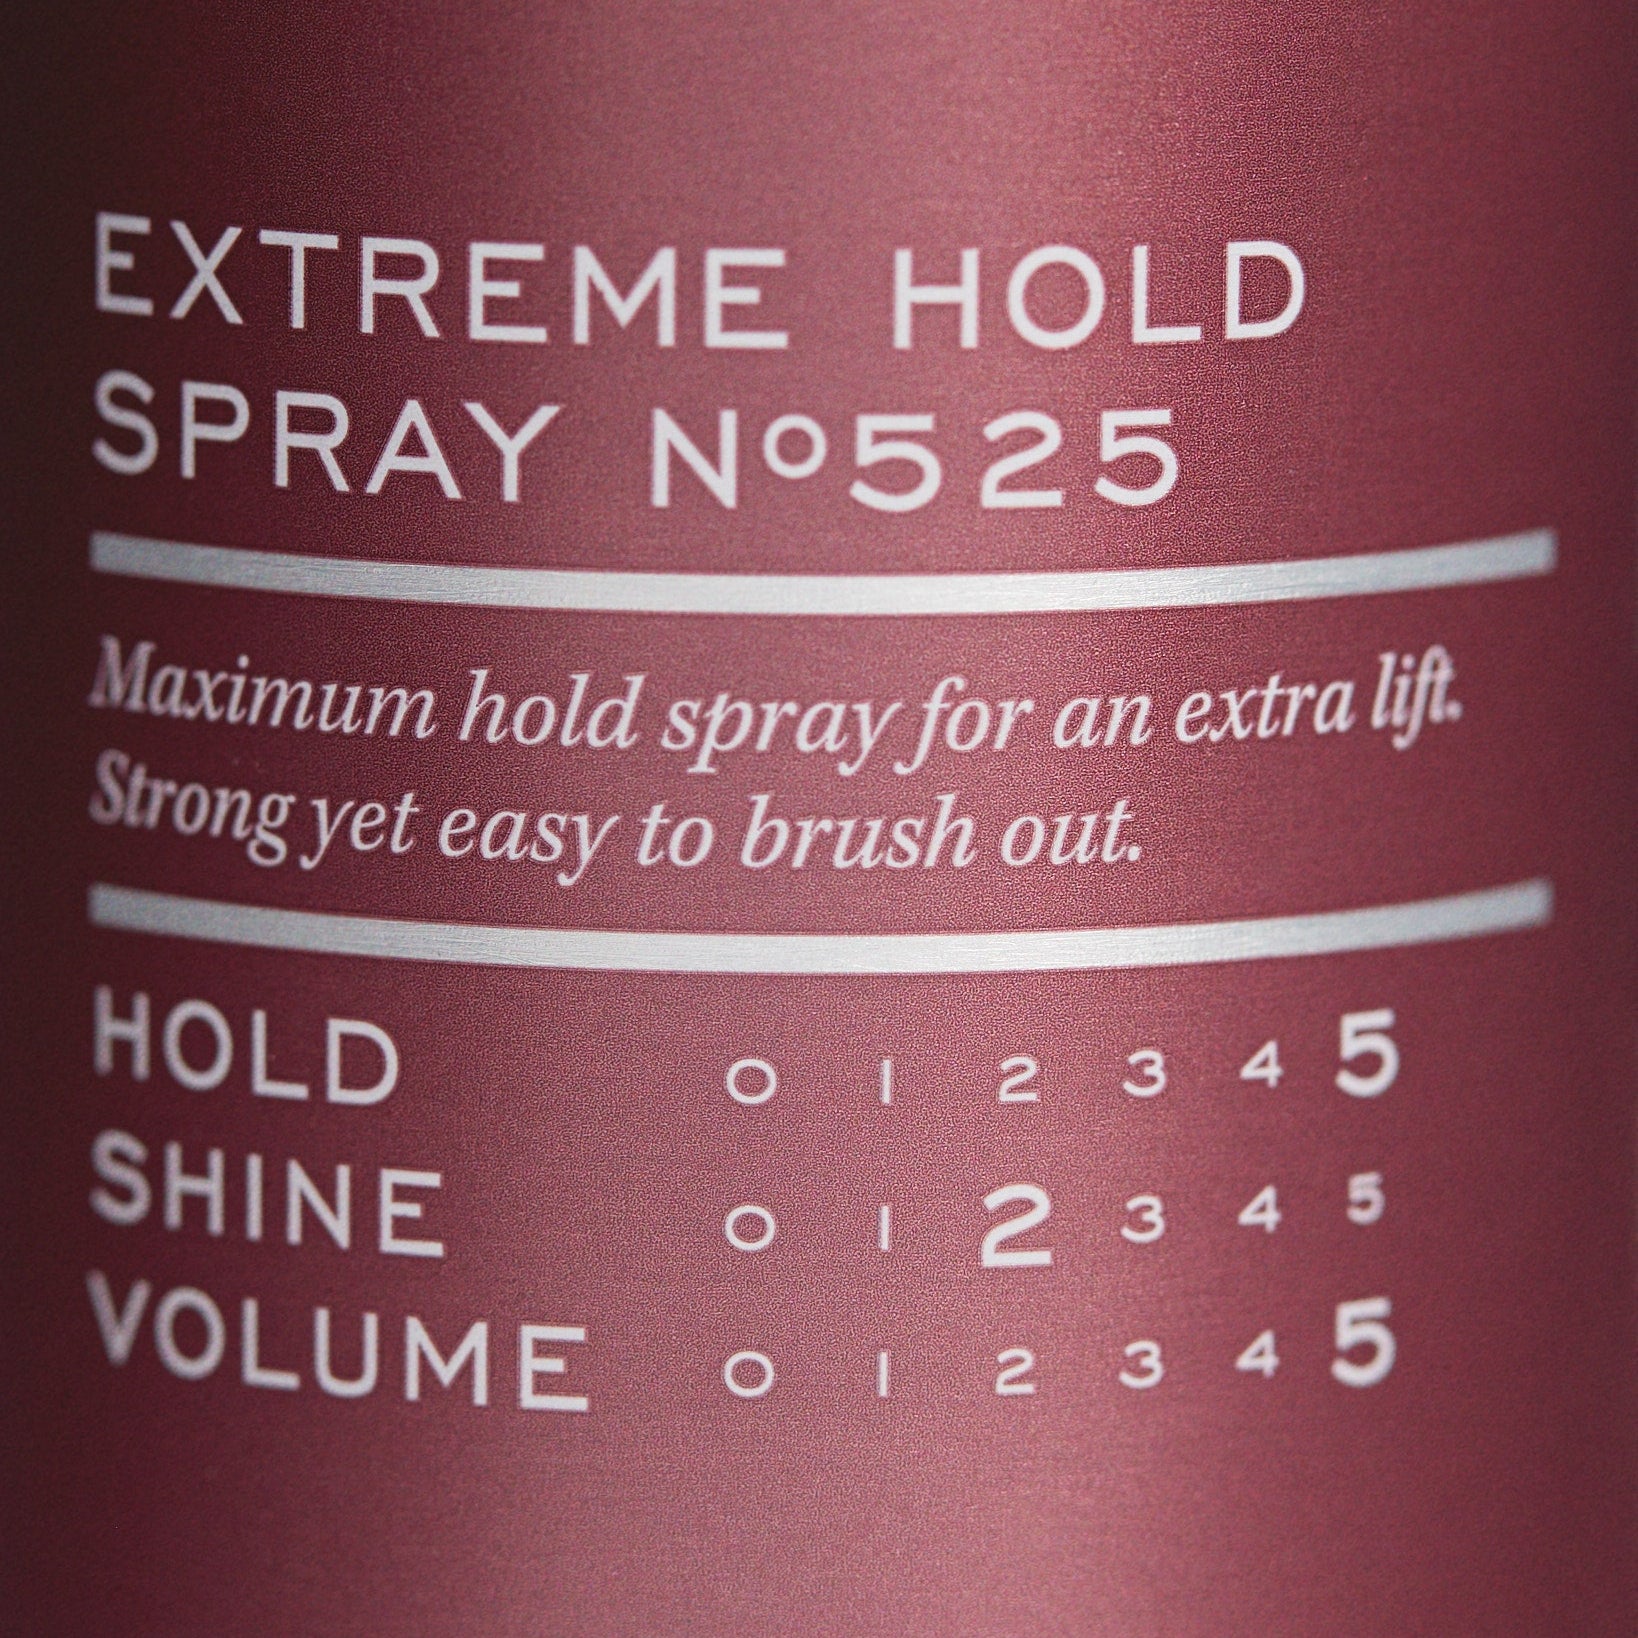 EXTREME HOLD
SPRAY Nº525
Maximum hold spray for an extra lift.
Strong yet easy to brush out.
HOLD 0 1 2 3 4 5
SHINE 0 1 2 3 4 5
VOLUME 0 1 2 3 4 5